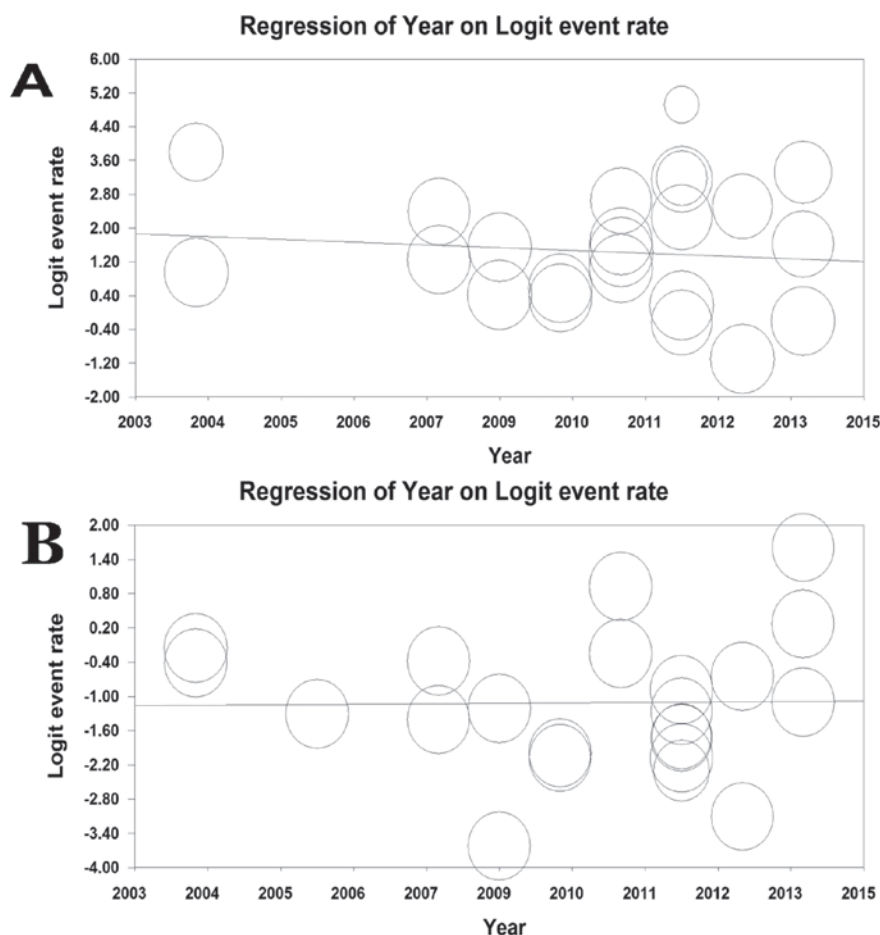 Regression of Year on Logit event rate
A
6.00
5.20
4.40
3.60
2.80
2.00
1.20
0.40
-0.40
-1.20
-2.00
Logit event rate
2003 2004 2005 2006 2007 2009 2010 2011 2012 2013 2015
Year
Regression of Year on Logit event rate
B
2.00
1.40
0.80
0.20
-0.40
-1.00
-1.60
-2.20
-2.80
-3.40
-4.00
Logit event rate
2003 2004 2005 2006 2007 2009 2010 2011 2012 2013 2015
Year